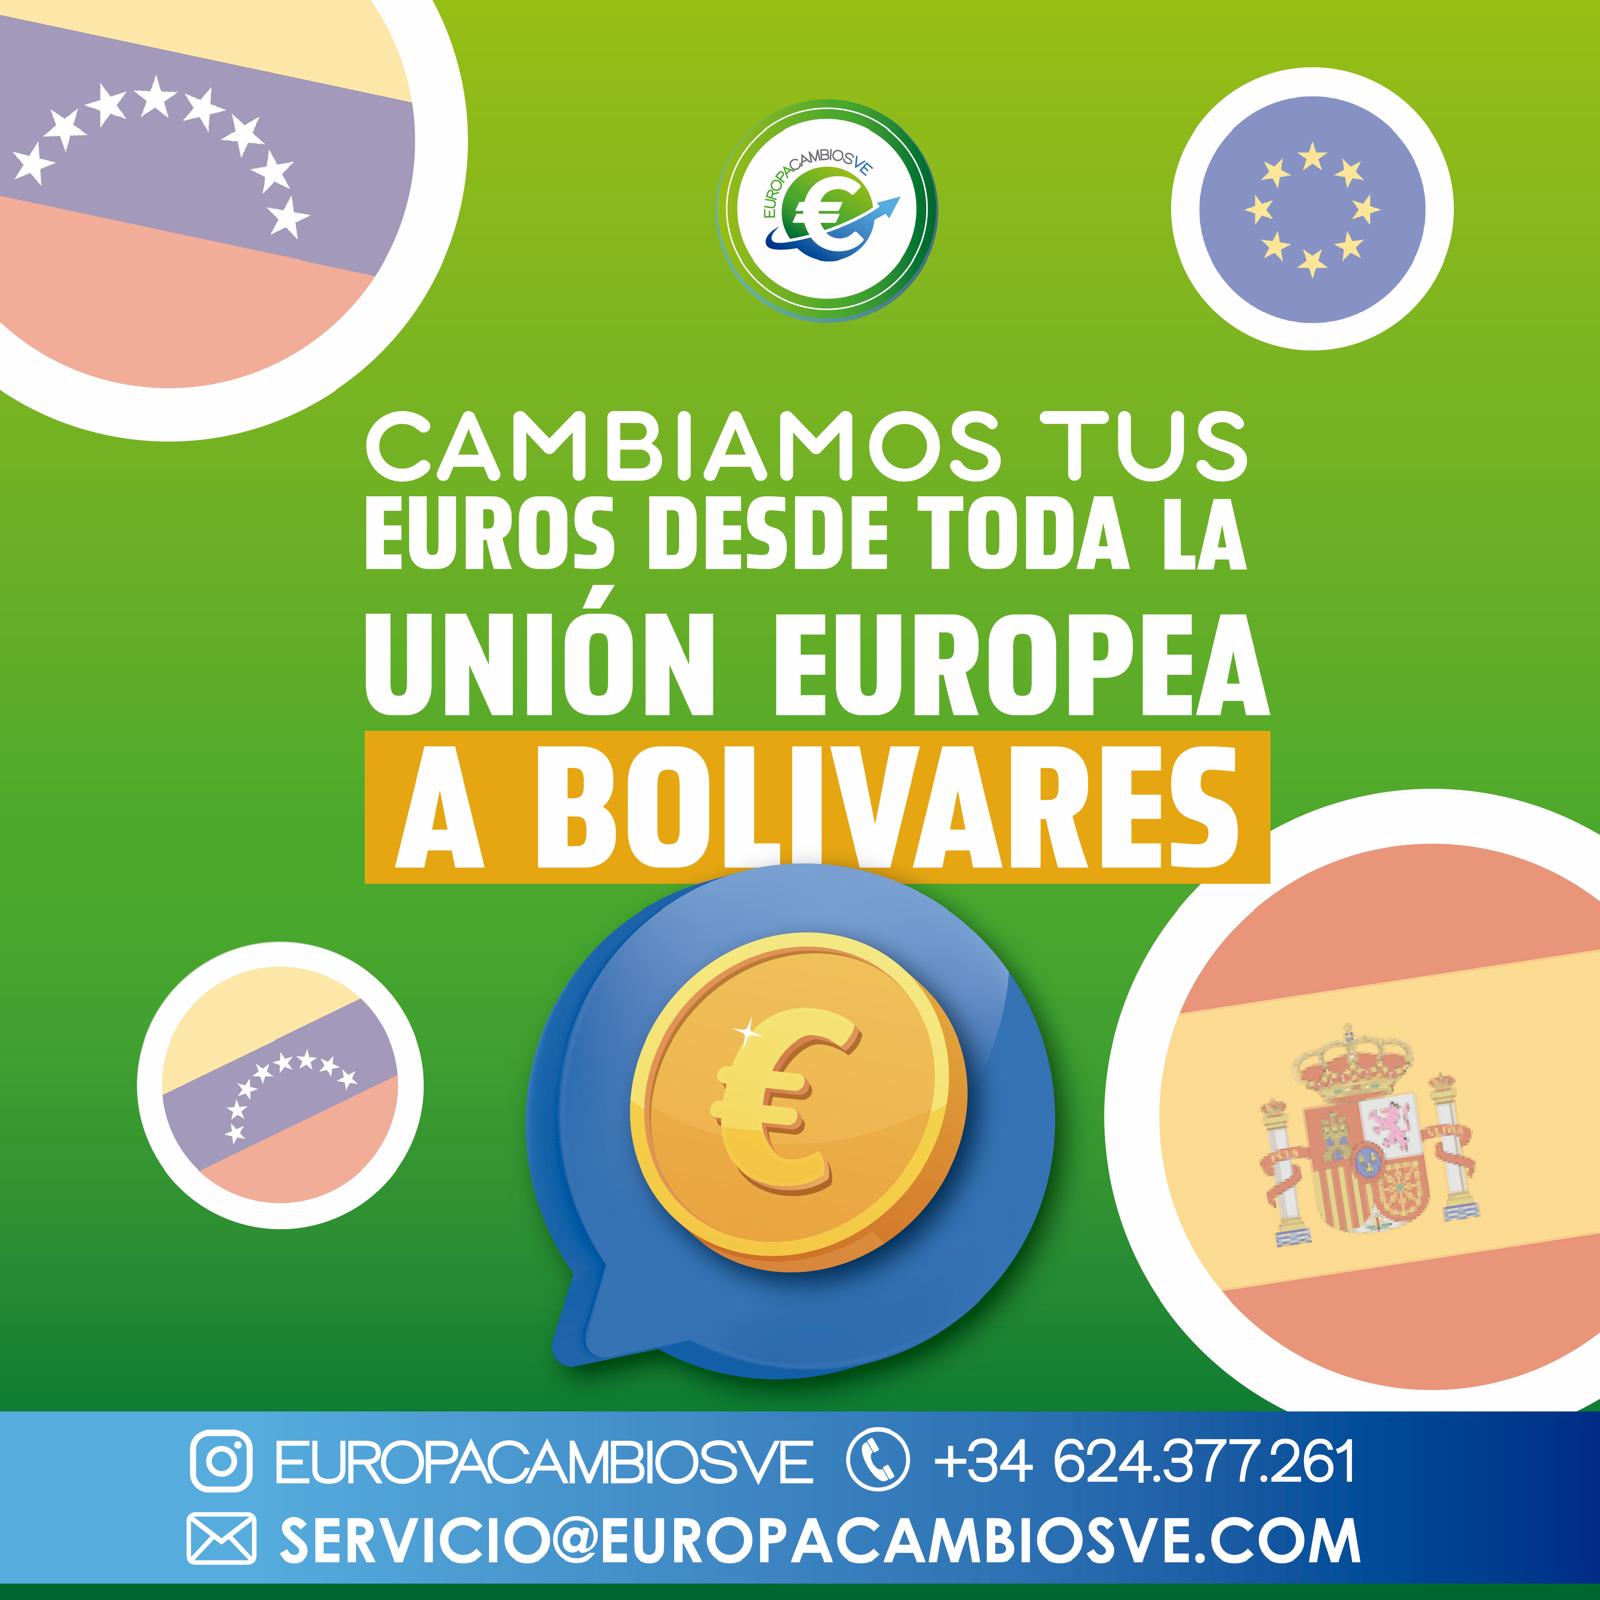 EUROPACAMBIOSVE
CAMBIAMOS TUS
EUROS DESDE TODA LA
UNIÓN EUROPEA
A BOLIVARES
EUROPACAMBIOSVE +34 624.377.261
SERVICIO@EUROPACAMBIOSVE.COM